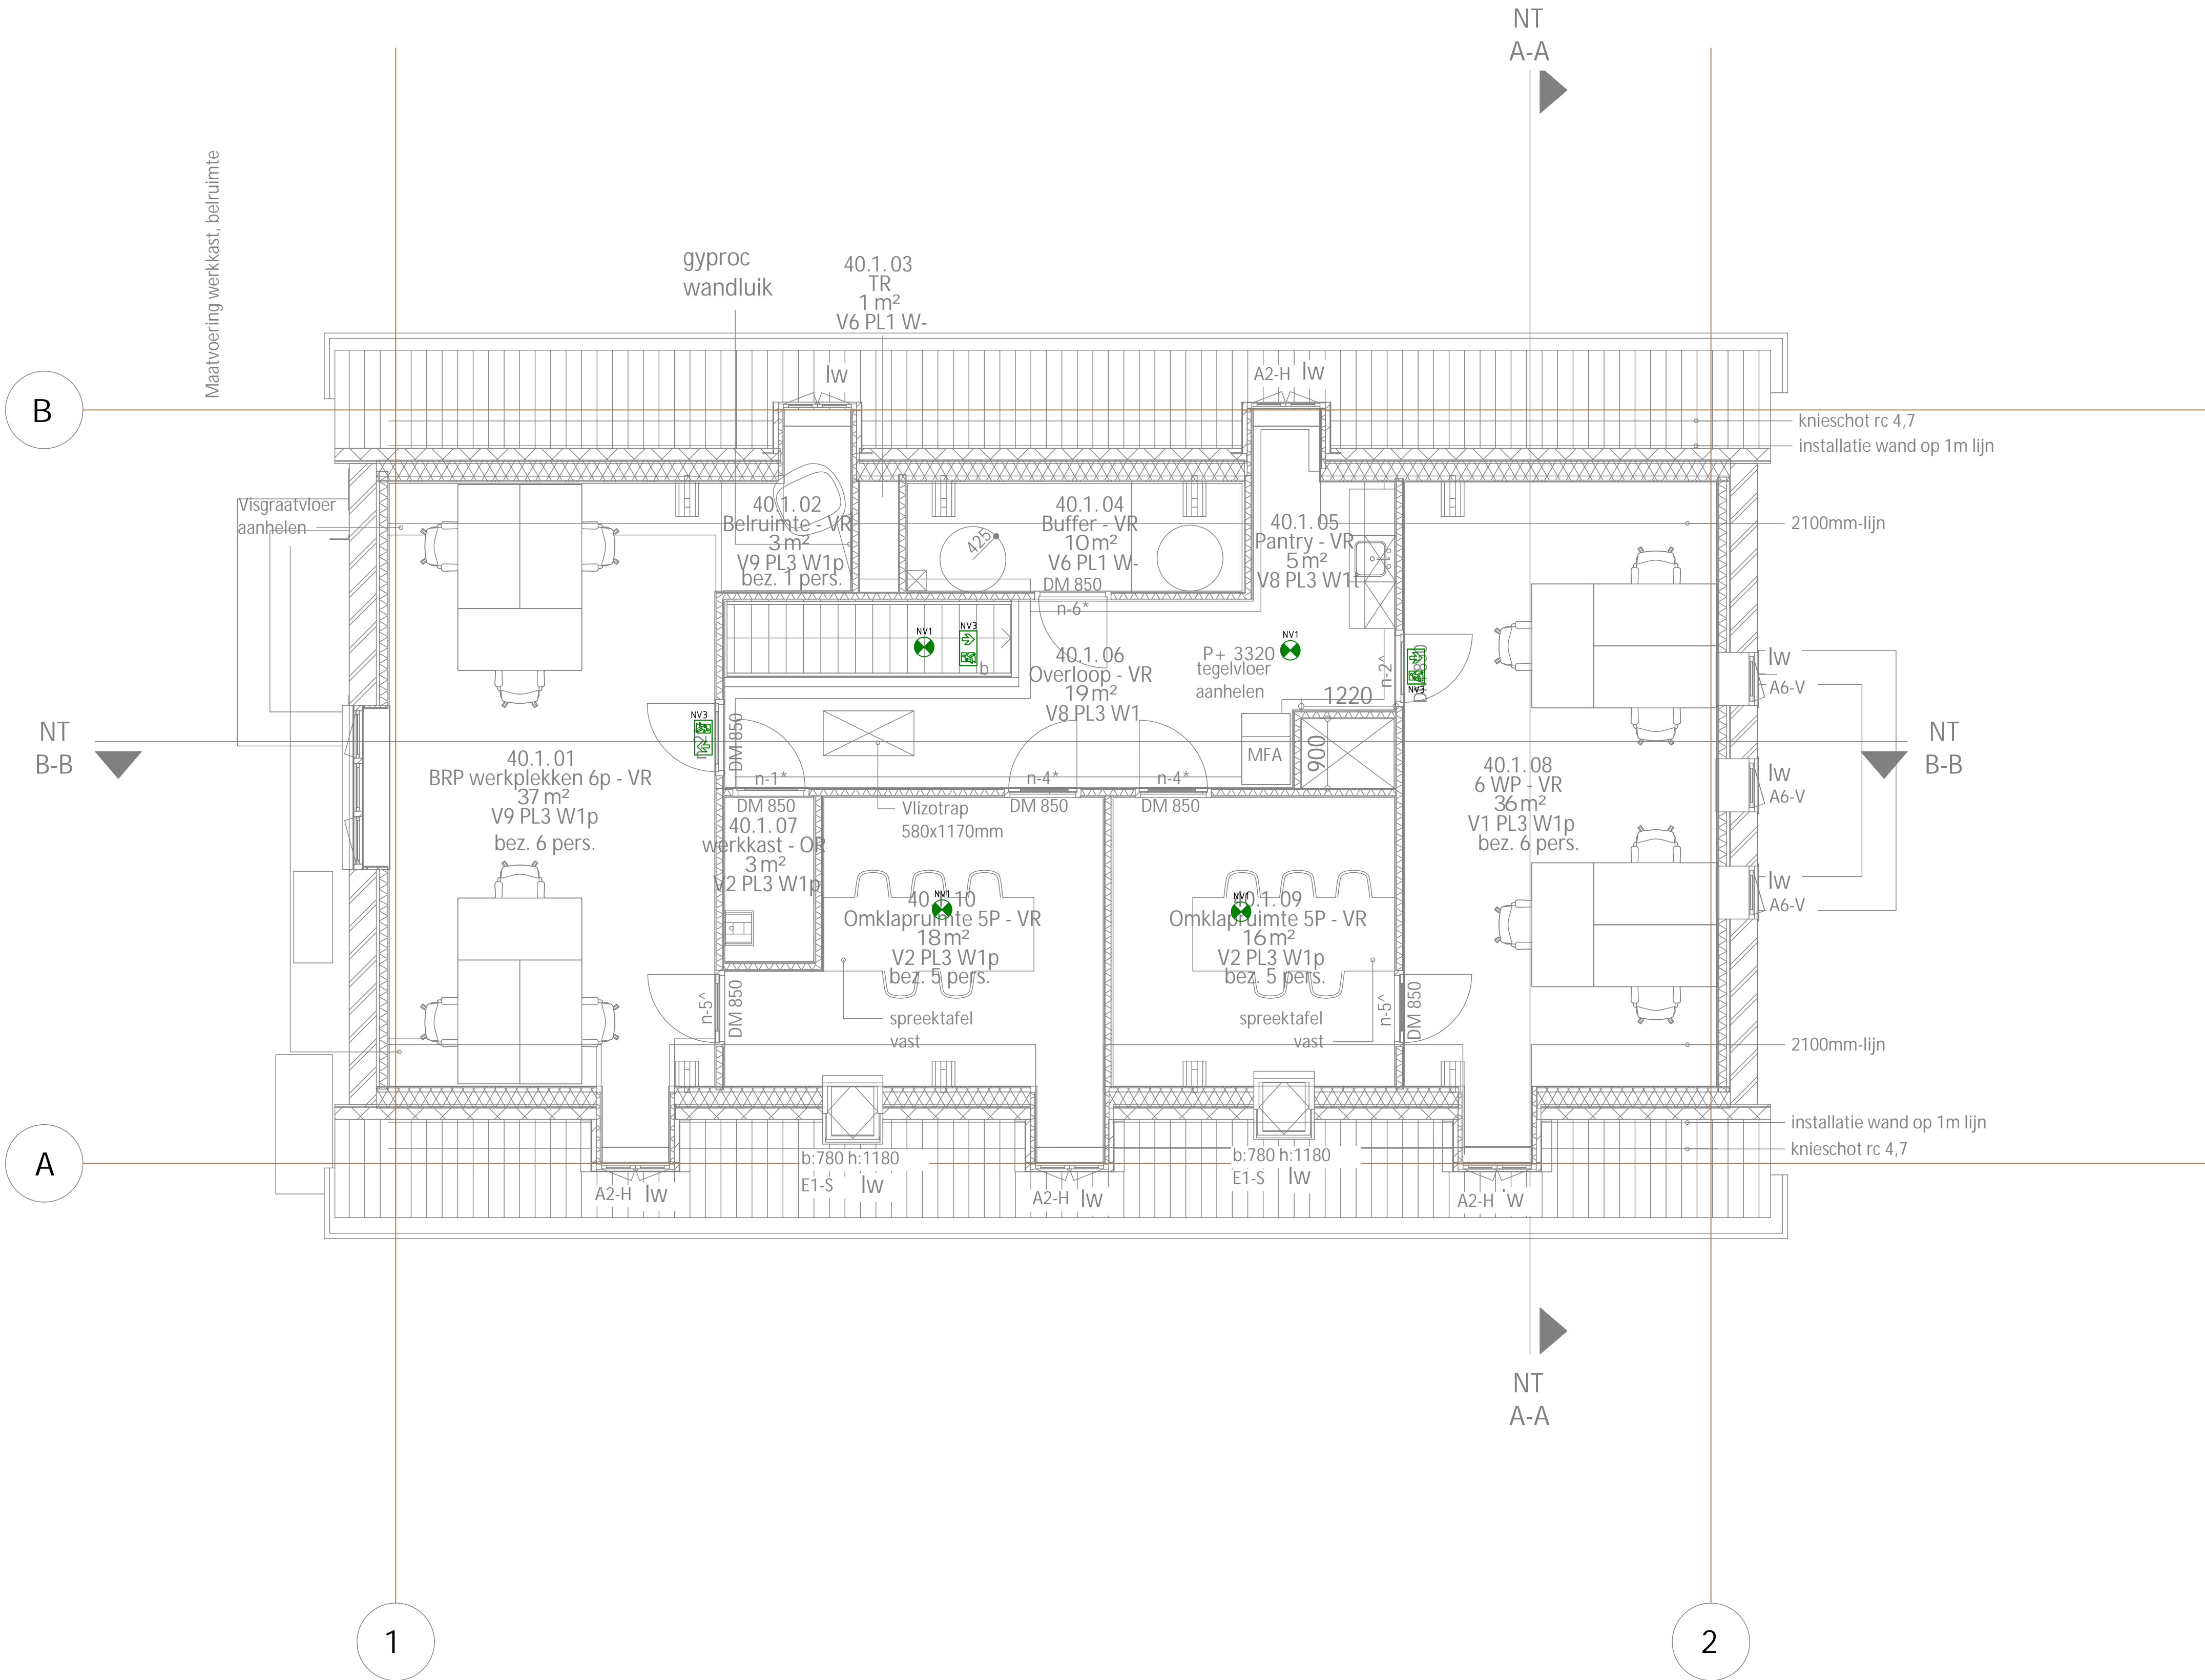 NT
A-A
Maatvoering werkkast, belruimte
gyproc
wandluik
40.1.03
TR
1 m²
V6 PL1 W-
lw
A2-H lw
B
knieschot rc 4,7
installatie wand op 1m lijn
Visgraatvloer
aanhelen
40.1.02
Belruimte - VR
3 m²
V9 PL3 W1p
bez. 1 pers.
425
40.1.04
Buffer - VR
10 m²
V6 PL1 W-
DM 850
n-6*
40.1.05
Pantry - VR
5 m²
V8 PL3 W1t
2100mm-lijn
NV1
NV3
b
40.1.06
Overloop - VR
19 m²
V8 PL3 W1
P+ 3320
tegelvloer
aanhelen
NV1
n-2^
NV3
1220
900
MFA
lw
A6-V
lw
A6-V
lw
A6-V
NT
B-B
NT
B-B
40.1.01
BRP werkplekken 6p - VR
37 m²
V9 PL3 W1p
bez. 6 pers.
NV3
DM 850
n-1*
DM 850
n-4*
DM 850
n-4*
DM 850
Vlizotrap
580x1170mm
40.1.07
werkkast - OR
3 m²
V2 PL3 W1p
40.1.08
6 WP - VR
36 m²
V1 PL3 W1p
bez. 6 pers.
NV1
40.1.10
Omklapruimte 5P - VR
18 m²
V2 PL3 W1p
bez. 5 pers.
NV1
40.1.09
Omklapruimte 5P - VR
16 m²
V2 PL3 W1p
bez. 5 pers.
n-5^
DM 850
spreektafel
vast
spreektafel
vast
n-5^
DM 850
2100mm-lijn
installatie wand op 1m lijn
knieschot rc 4,7
A
A2-H lw
b:780 h:1180
E1-S lw
A2-H lw
b:780 h:1180
E1-S lw
A2-H
NT
A-A
1
2